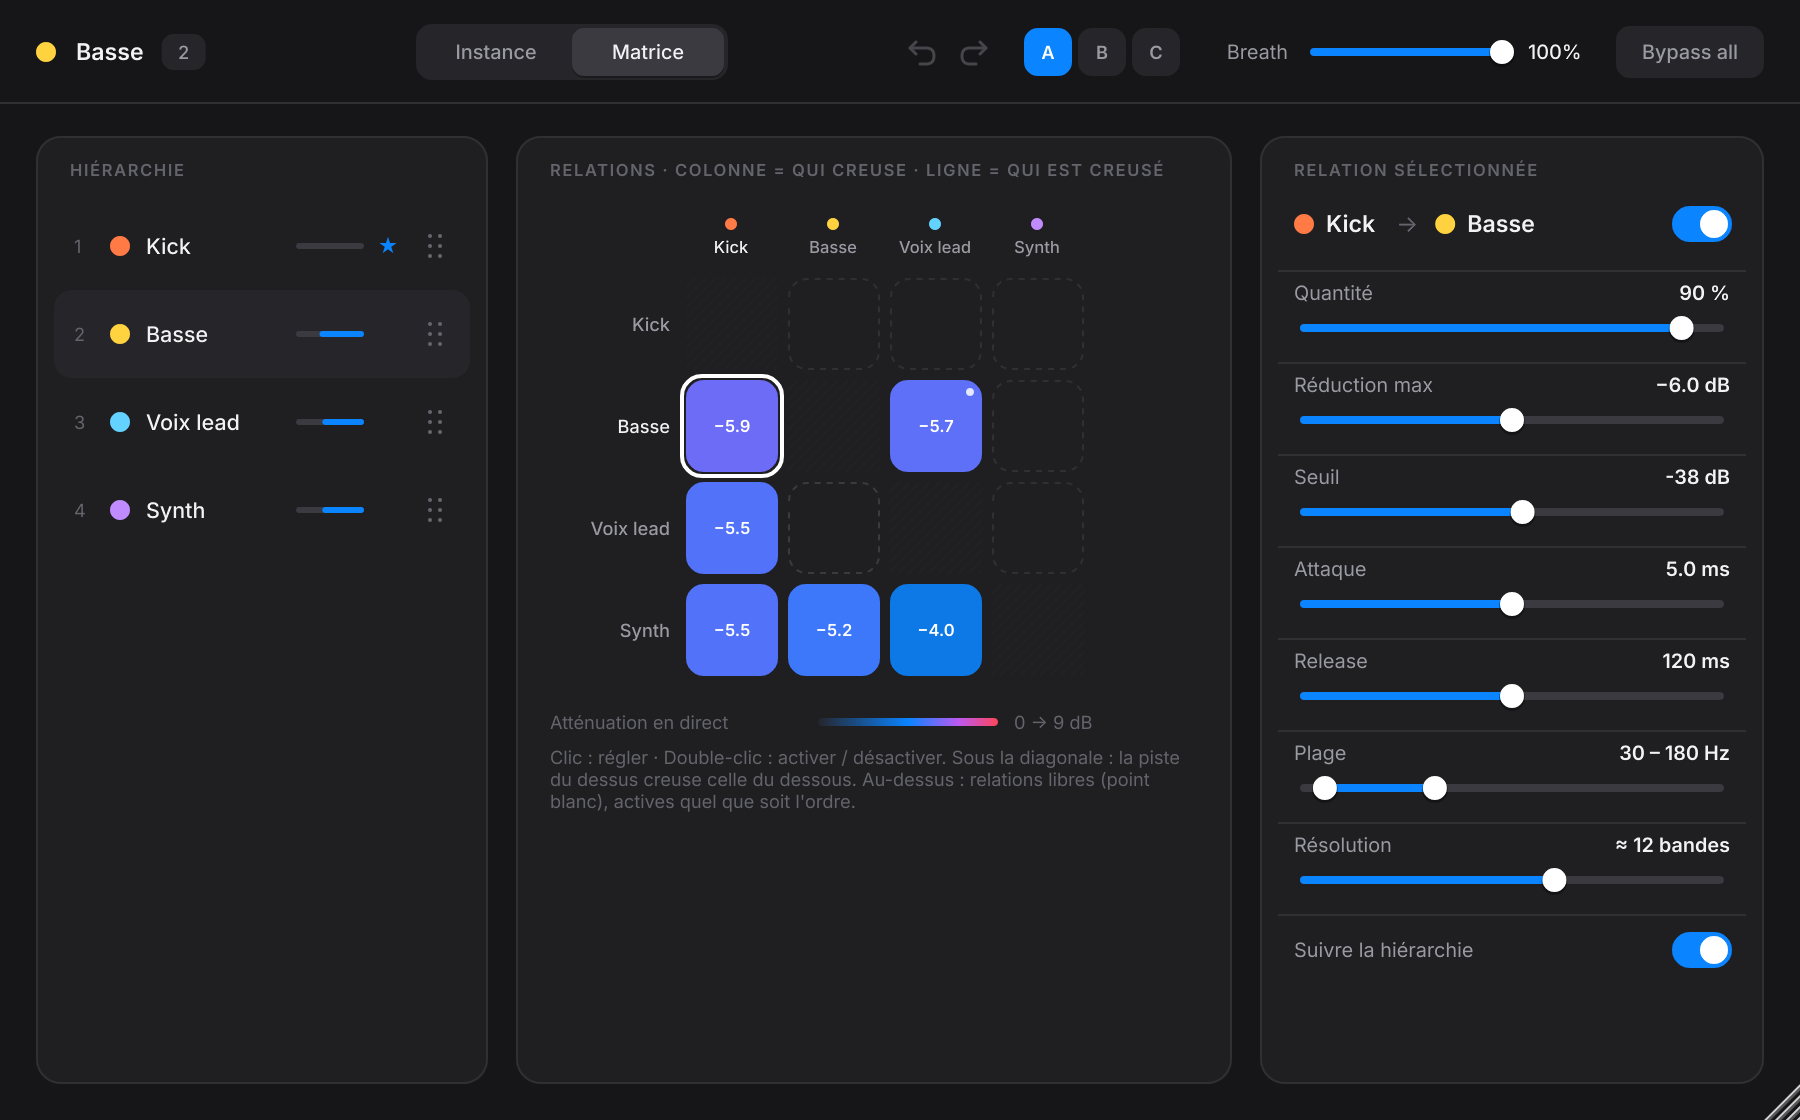 Basse 2
Instance Matrice
A B C
Breath 100%
Bypass all
HIÉRARCHIE
1 Kick ★
2 Basse
3 Voix lead
4 Synth
RELATIONS · COLONNE = QUI CREUSE · LIGNE = QUI EST CREUSÉ
Kick Basse Voix lead Synth
Kick
Basse −5.9 −5.7
Voix lead −5.5
Synth −5.5 −5.2 −4.0
Atténuation en direct 0 → 9 dB
Clic : régler · Double-clic : activer / désactiver. Sous la diagonale : la piste
du dessus creuse celle du dessous. Au-dessus : relations libres (point
blanc), actives quel que soit l'ordre.
RELATION SÉLECTIONNÉE
Kick → Basse
Quantité 90 %
Réduction max −6.0 dB
Seuil -38 dB
Attaque 5.0 ms
Release 120 ms
Plage 30 – 180 Hz
Résolution ≈ 12 bandes
Suivre la hiérarchie